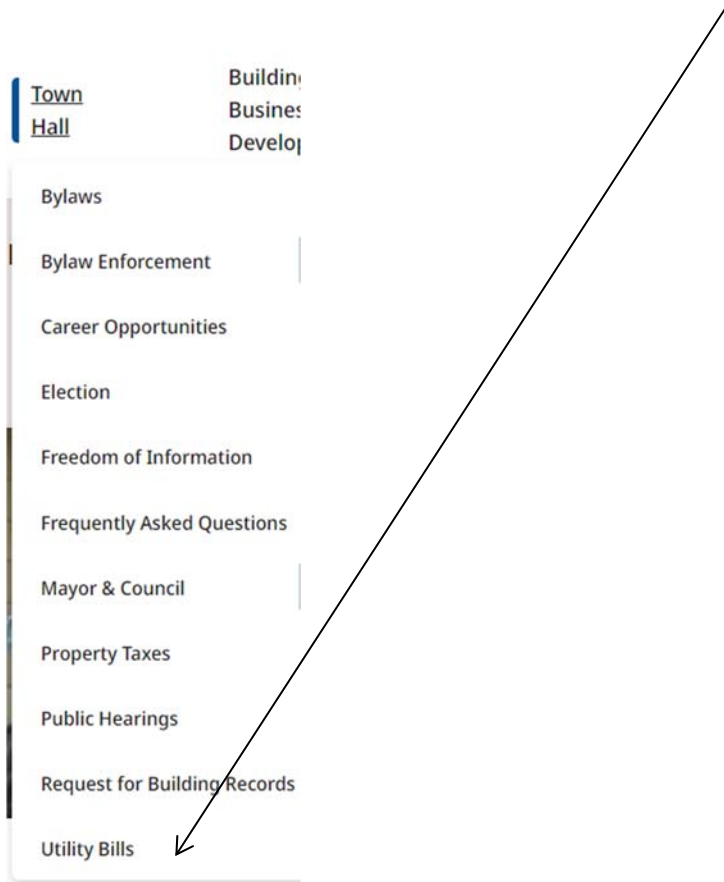 Town
Hall
Business
Bylaws
Bylaw Enforcement
Career Opportunities
Election
Freedom of Information
Frequently Asked Questions
Mayor & Council
Property Taxes
Public Hearings
Request for Building Records
Utility Bills